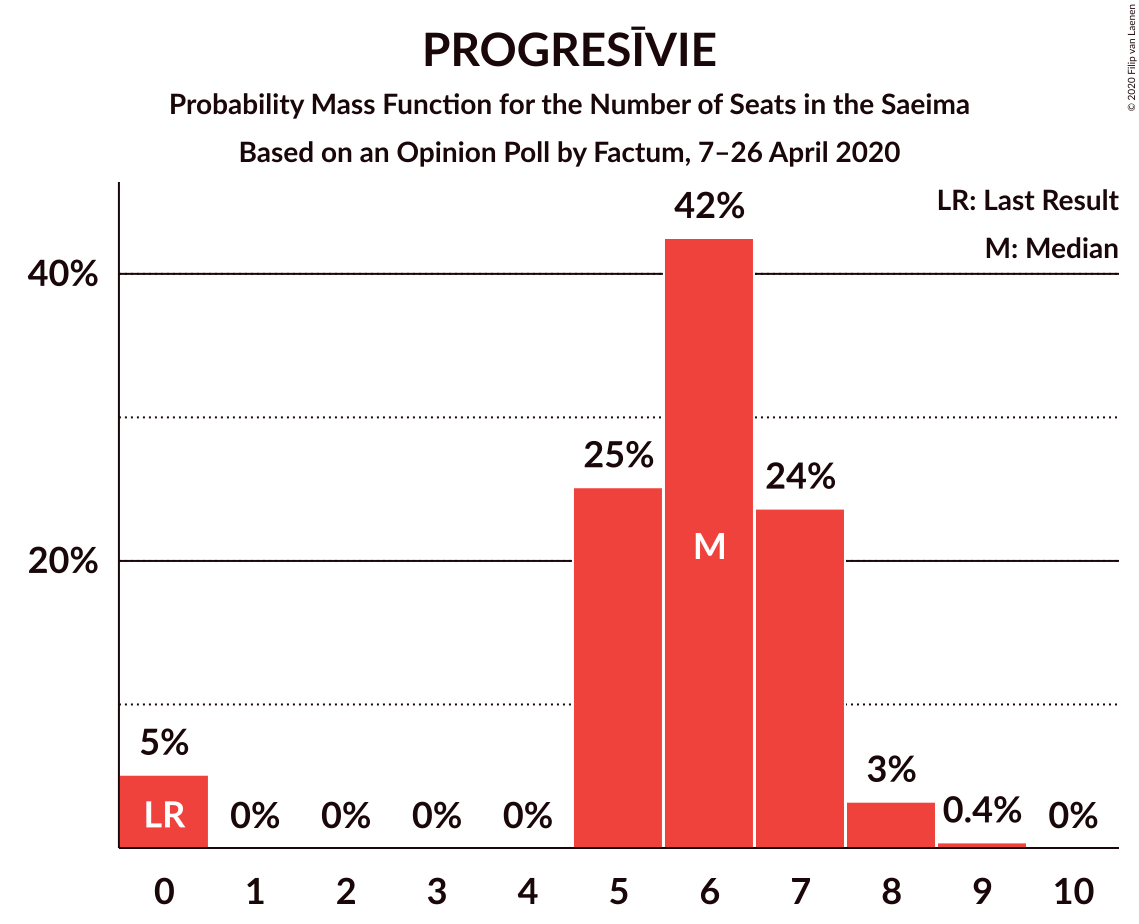 PROGRESĪVIE
Probability Mass Function for the Number of Seats in the Saeima
Based on an Opinion Poll by Factum, 7–26 April 2020
© 2020 Filip van Laenen
LR: Last Result
M: Median
40%
20%
5%
0%
0%
0%
0%
25%
42%
24%
3%
0.4%
0%
LR
M
0 1 2 3 4 5 6 7 8 9 10